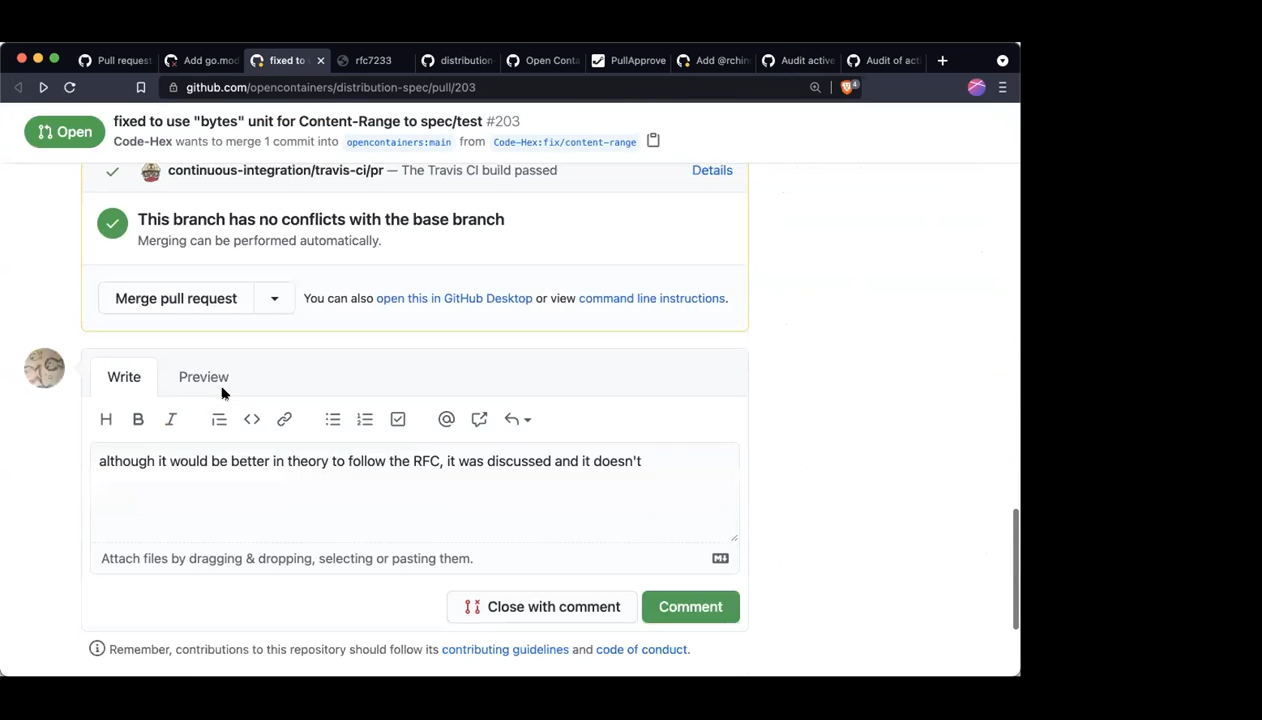 Pull request
Add go.mod
fixed to
rfc7233
distribution
Open Conta
PullApprove
Add @rchin
Audit active
Audit of act
github.com/opencontainers/distribution-spec/pull/203
4
Open
fixed to use "bytes" unit for Content-Range to spec/test #203
Code-Hex wants to merge 1 commit into opencontainers:main from Code-Hex:fix/content-range
continuous-integration/travis-ci/pr — The Travis CI build passed
Details
This branch has no conflicts with the base branch
Merging can be performed automatically.
Merge pull request
You can also open this in GitHub Desktop or view command line instructions.
Write
Preview
H B I
although it would be better in theory to follow the RFC, it was discussed and it doesn't
Attach files by dragging & dropping, selecting or pasting them.
Close with comment
Comment
Remember, contributions to this repository should follow its contributing guidelines and code of conduct.